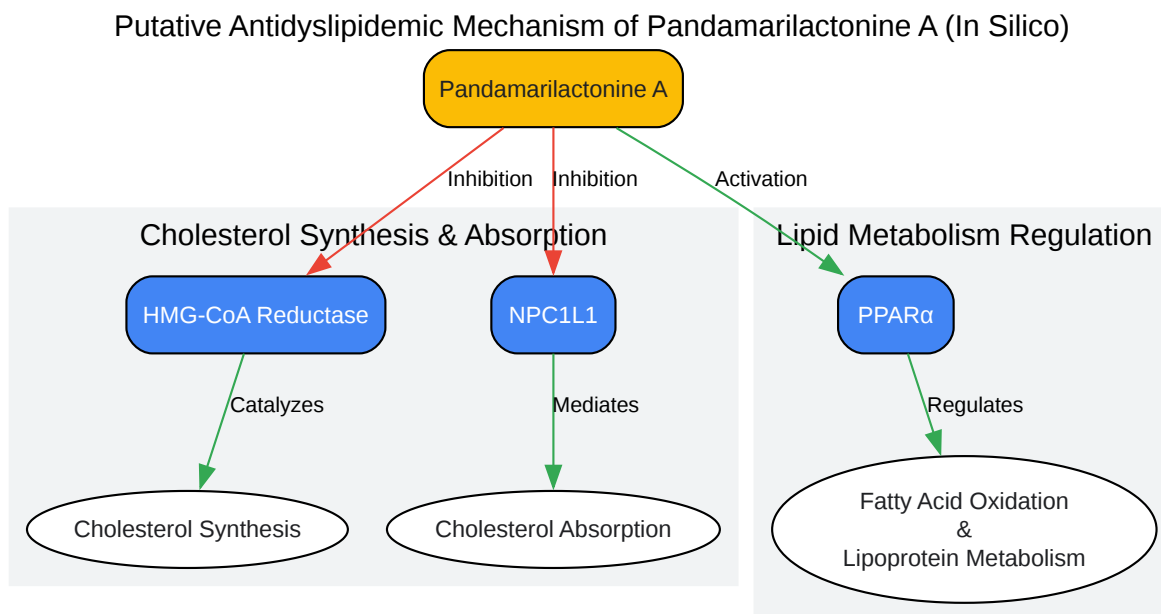 Putative Antidyslipidemic Mechanism of Pandamarilactonine A (In Silico)
Pandamarilactonine A
Inhibition
Inhibition
Activation
Cholesterol Synthesis & Absorption
Lipid Metabolism Regulation
HMG-CoA Reductase
NPC1L1
PPARα
Catalyzes
Mediates
Regulates
Cholesterol Synthesis
Cholesterol Absorption
Fatty Acid Oxidation
&
Lipoprotein Metabolism